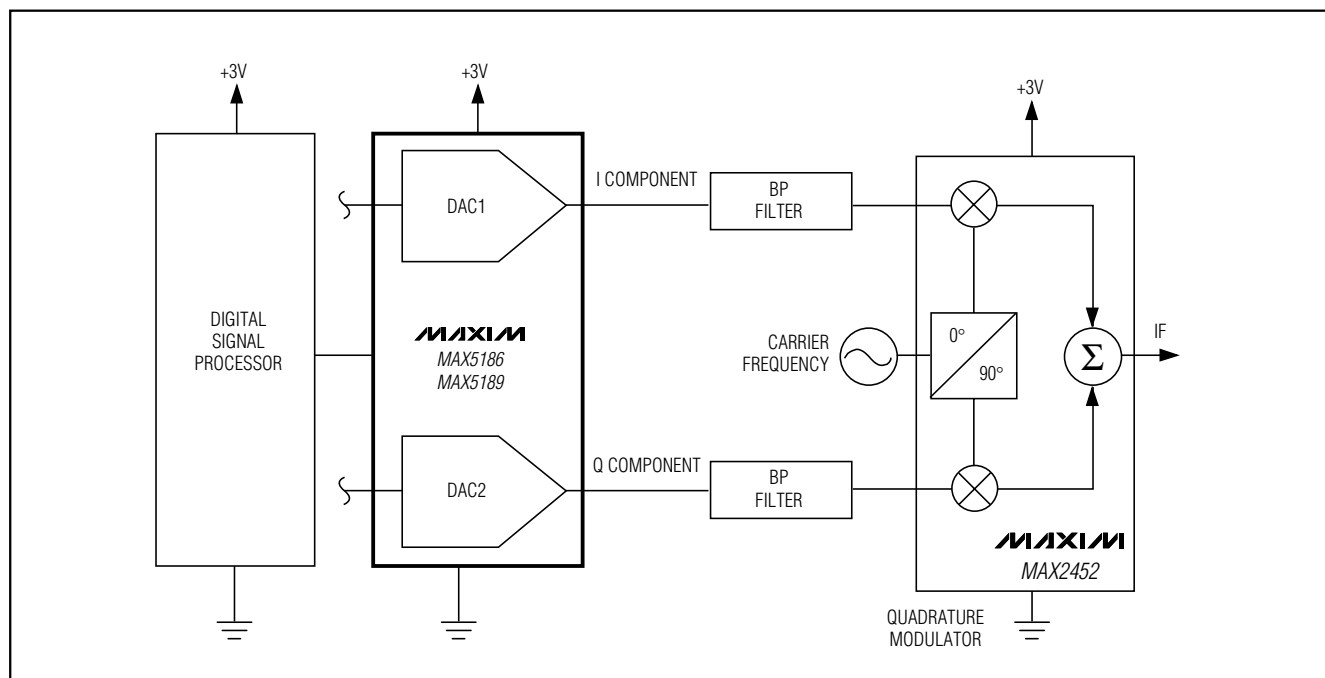 +3V
+3V
+3V
DIGITAL
SIGNAL
PROCESSOR
DAC1
MAXIM
MAX5186
MAX5189
DAC2
I COMPONENT
BP
FILTER
CARRIER
FREQUENCY
0°
90°
Σ
IF
Q COMPONENT
BP
FILTER
MAXIM
MAX2452
QUADRATURE
MODULATOR